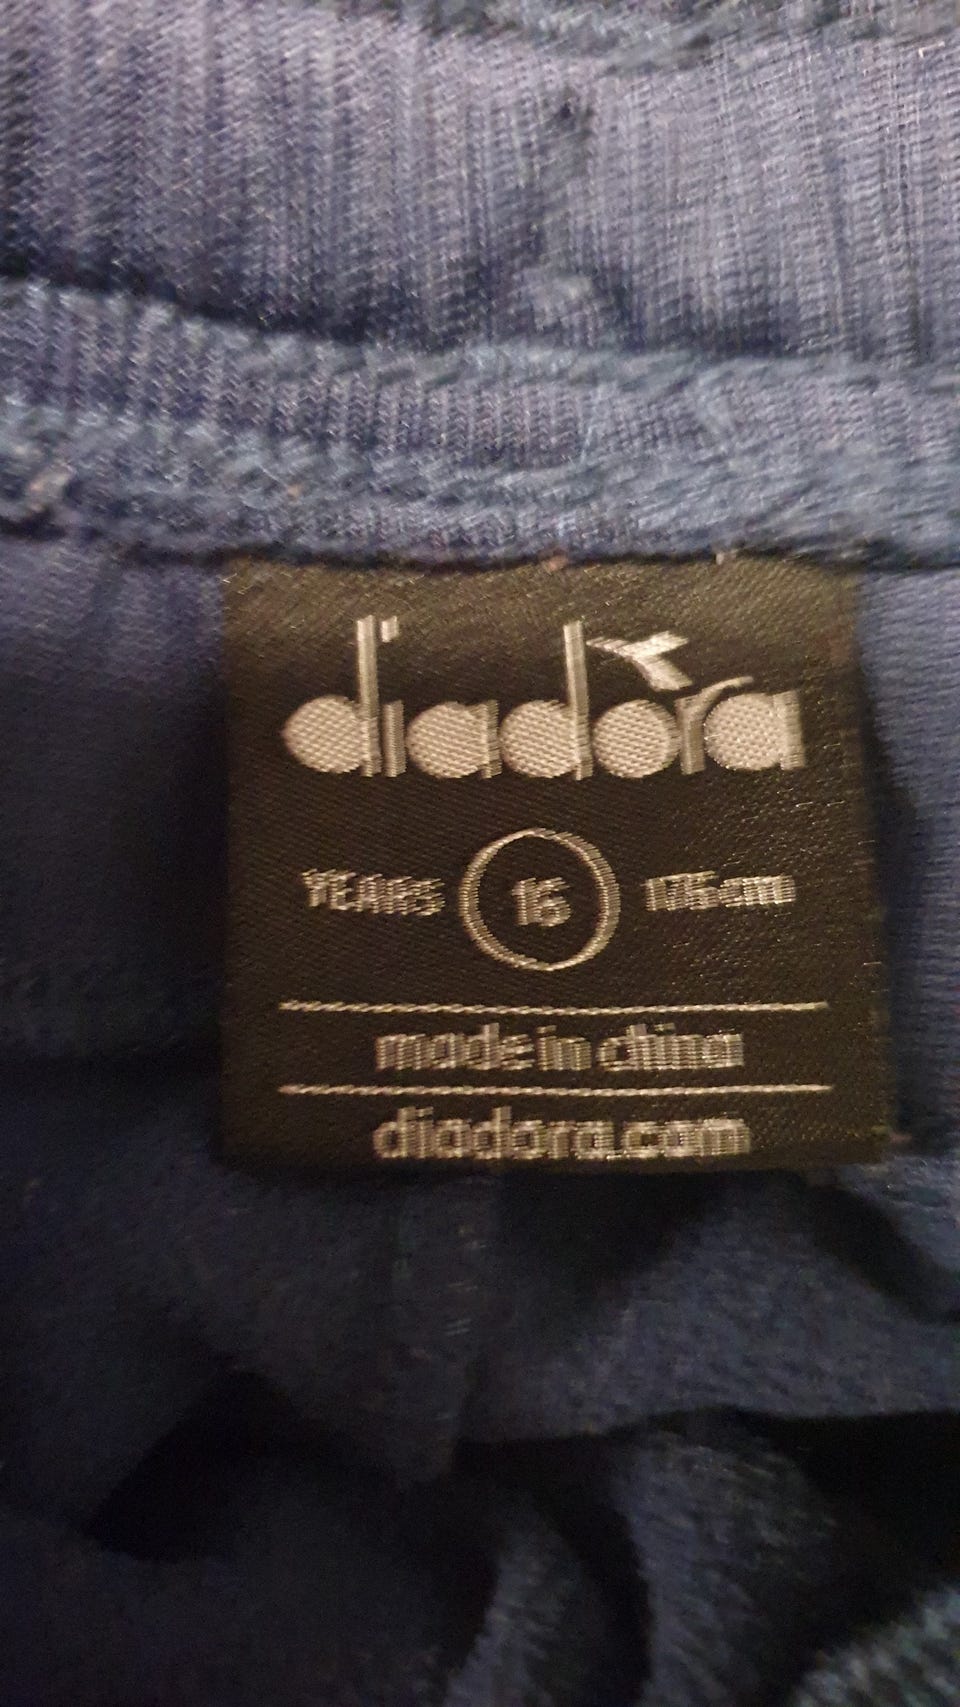 diadora
YEARS 16 176cm
made in china
diadora.com